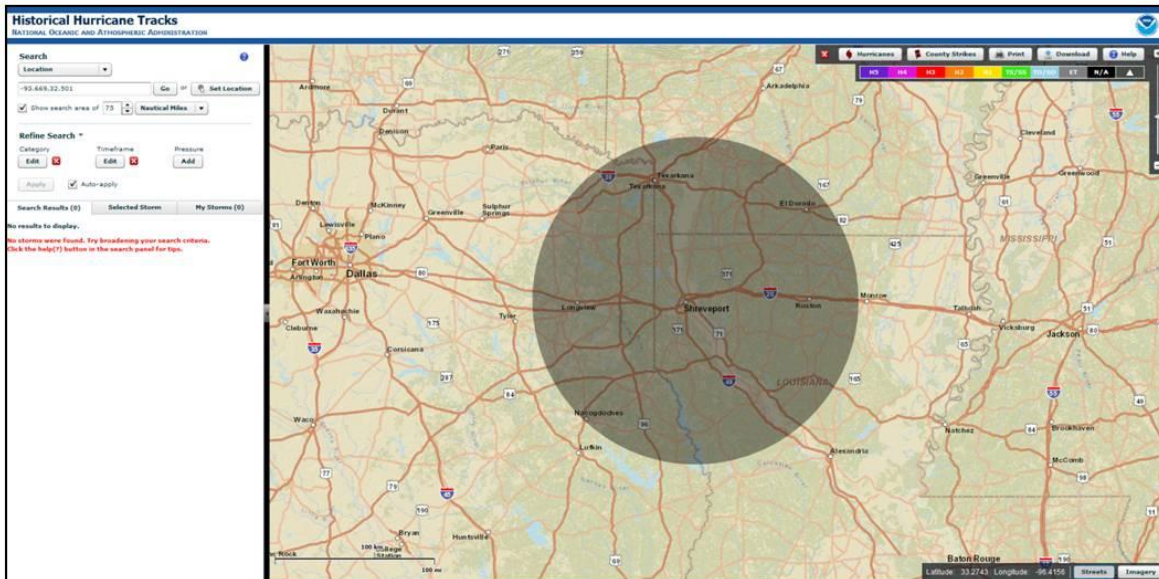 Historical Hurricane Tracks
NATIONAL OCEANIC AND ATMOSPHERIC ADMINISTRATION
Hurricanes
County Strikes
Print
Download
Help
H5 H4 H3 H2 H1 TS/SS TD/SD ET N/A
Search
Location
-93.669,32.501
Go or Set Location
Show search area of 75 Nautical Miles
Refine Search
Category Timeframe Pressure
Edit Edit Add
Apply Auto-apply
Search Results (0) Selected Storm My Storms (0)
No results to display.
No storms were found. Try broadening your search criteria.
Click the help(?) button in the search panel for tips.
Ardmore
Durant
Denison
Paris
Arkadelphia
Cleveland
Greenville
Greenwood
Texarkana
Texarkana
El Dorado
Denton
McKinney
Greenville
Sulphur
Springs
Lewisville
Plano
Fort Worth
Dallas
Arlington
MISSISSIPPI
Longview
Shreveport
Ruston
Monroe
Tallulah
Vicksburg
Jackson
Cleburne
Waxahachie
Tyler
Corsicana
LOUISIANA
Waco
Nacogdoches
Lufkin
Natchez
Brookhaven
Alexandria
McComb
Bryan
College
Station
Huntsville
Baton Rouge
100 km
100 mi
Latitude: 33.2743 Longitude: -96.4156 Streets Imagery